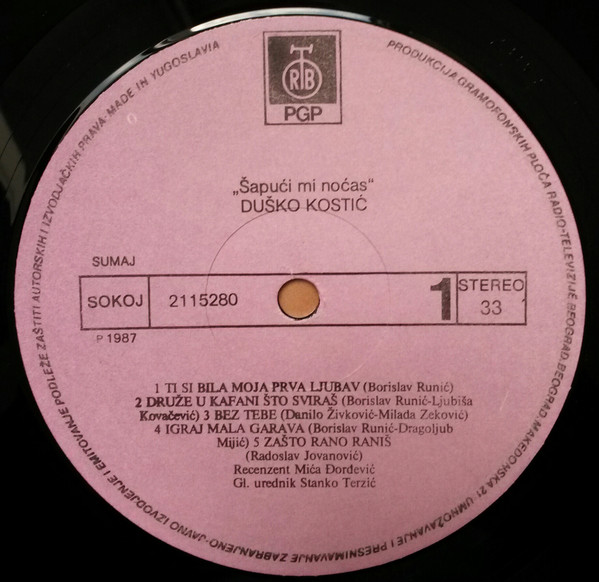 PRODUKCIJA GRAMOFONSKIH PLOČA RADIO-TELEVIZIJE BEOGRAD, BEOGRAD, MAKEDONSKA 21 · UMNOŽAVANJE I PRESNIMAVANJE ZABRANJENO-JAVNO IZVODJENJE I EMITOVANJE PODLEŽE ZAŠTITI AUTORSKIH I IZVODJAČKIH PRAVA · MADE IN YUGOSLAVIA
RTB
PGP
„Šapući mi noćas“
DUŠKO KOSTIĆ
SUMAJ
SOKOJ 2115280 1 STEREO
33
P 1987
1 TI SI BILA MOJA PRVA LJUBAV (Borislav Runić)
2 DRUŽE U KAFANI ŠTO SVIRAŠ (Borislav Runić-Ljubiša
Kovačević) 3 BEZ TEBE (Danilo Živković-Milada Zeković)
4 IGRAJ MALA GARAVA (Borislav Runić-Dragoljub
Mijić) 5 ZAŠTO RANO RANIŠ
(Radoslav Jovanović)
Recenzent Mića Đorđević
Gl. urednik Stanko Terzić